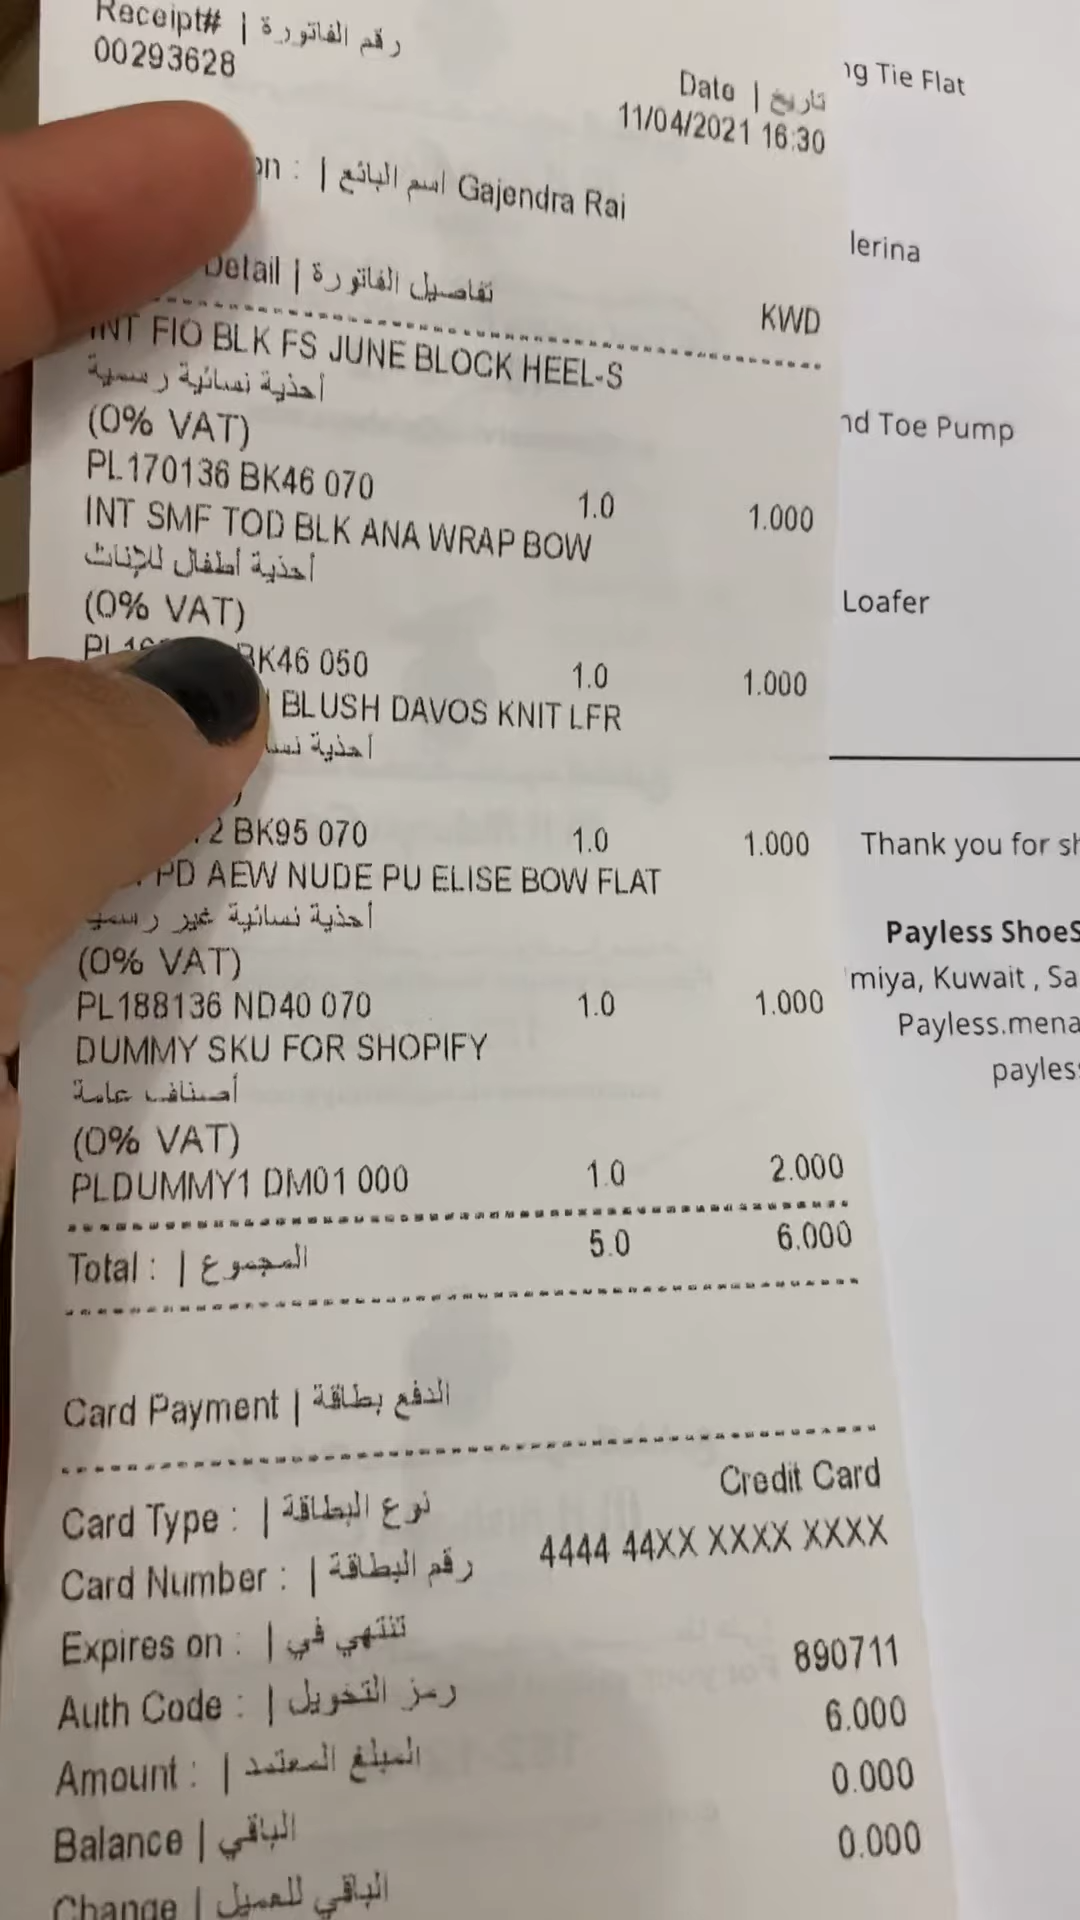 Receipt# | رقم الفاتورة
00293628
Date | تاريخ
11/04/2021 16:30
on : | اسم البائع Gajendra Rai
Detail | تفاصيل الفاتورة
KWD
INT FIO BLK FS JUNE BLOCK HEEL-S
أحذية نسائية رسمية
(0% VAT)
PL170136 BK46 070 1.0 1.000
INT SMF TOD BLK ANA WRAP BOW
أحذية أطفال للإناث
(0% VAT)
BK46 050 1.0 1.000
BLUSH DAVOS KNIT LFR
أحذية نسا
)
2 BK95 070 1.0 1.000
PD AEW NUDE PU ELISE BOW FLAT
أحذية نسائية غير رسمي
(0% VAT)
PL188136 ND40 070 1.0 1.000
DUMMY SKU FOR SHOPIFY
أصناف عامة
(0% VAT)
PLDUMMY1 DM01 000 1.0 2.000
Total : | المجموع 5.0 6.000
Card Payment | الدفع بطاقة
Card Type : | نوع البطاقة Credit Card
Card Number : | رقم البطاقة 4444 44XX XXXX XXXX
Expires on : | تنتهي في
Auth Code : | رمز التخويل 890711
Amount : | المبلغ المعتمد 6.000
Balance | الباقي 0.000
Change | الباقي للعميل 0.000
ng Tie Flat
lerina
nd Toe Pump
Loafer
Thank you for sh
Payless ShoeS
miya, Kuwait , Sa
Payless.mena
payless